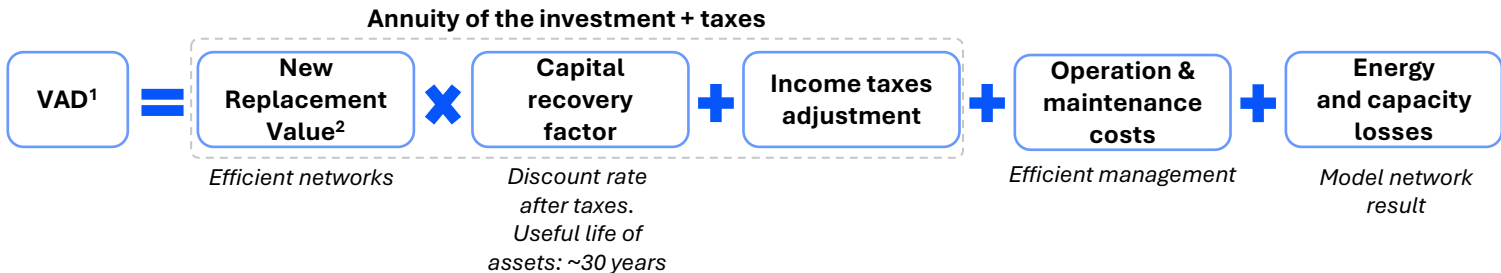 Annuity of the investment + taxes
VAD¹
=
New
Replacement
Value²
×
Capital
recovery
factor
+
Income taxes
adjustment
+
Operation &
maintenance
costs
+
Energy
and capacity
losses
Efficient networks
Discount rate
after taxes.
Useful life of
assets: ~30 years
Efficient management
Model network
result